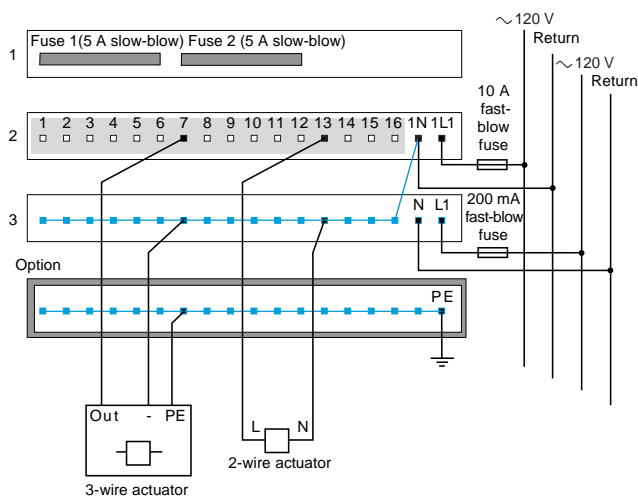 Fuse 1(5 A slow-blow) Fuse 2 (5 A slow-blow)
1
∼120 V
Return
∼120 V
Return
10 A
fast-
blow
fuse
1 2 3 4 5 6 7 8 9 10 11 12 13 14 15 16 1N 1L1
2
N L1
3
200 mA
fast-blow
fuse
Option
PE
Out - PE
L N
2-wire actuator
3-wire actuator